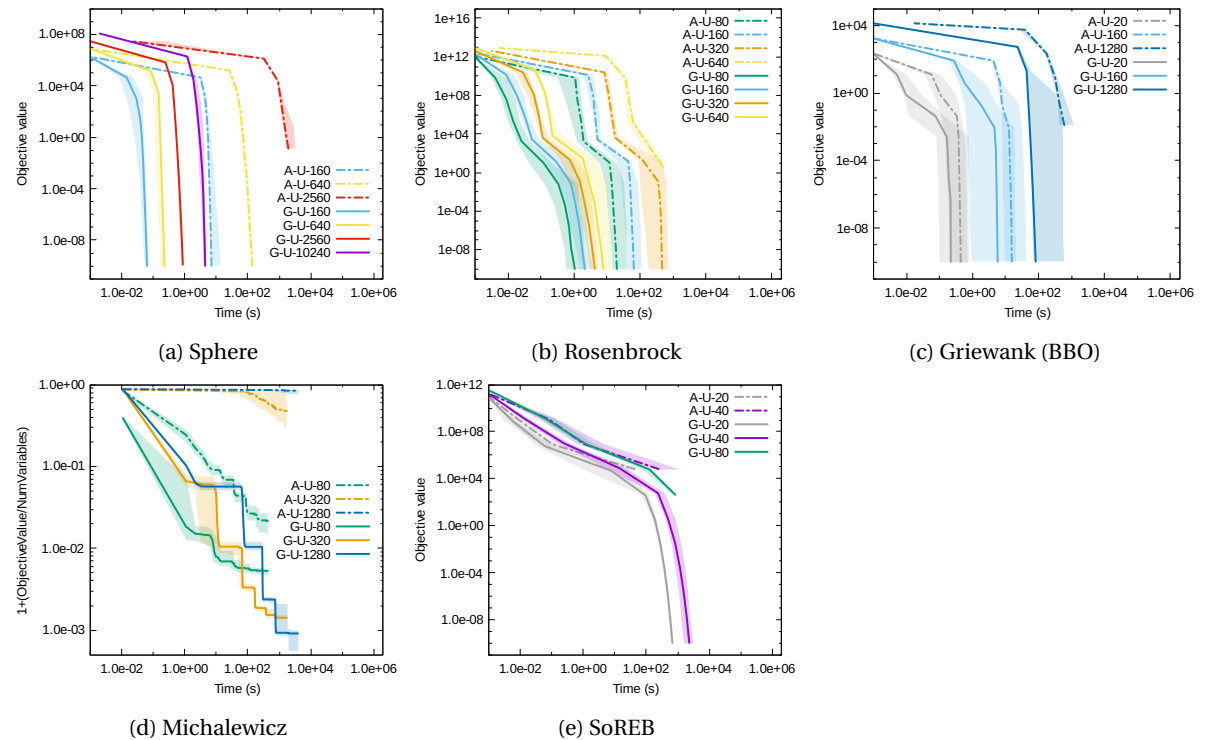 1.0e+08
1.0e+04
1.0e+00
1.0e-04
1.0e-08
Objective value
A-U-160
A-U-640
A-U-2560
G-U-160
G-U-640
G-U-2560
G-U-10240
1.0e-02 1.0e+00 1.0e+02 1.0e+04 1.0e+06
Time (s)
(a) Sphere
1e+16
1e+12
1e+08
1e+04
1e+00
1e-04
1e-08
Objective value
A-U-80
A-U-160
A-U-320
A-U-640
G-U-80
G-U-160
G-U-320
G-U-640
1.0e-02 1.0e+00 1.0e+02 1.0e+04 1.0e+06
Time (s)
(b) Rosenbrock
1e+04
1e+00
1e-04
1e-08
Objective value
A-U-20
A-U-160
A-U-1280
G-U-20
G-U-160
G-U-1280
1.0e-02 1.0e+00 1.0e+02 1.0e+04 1.0e+06
Time (s)
(c) Griewank (BBO)
1.0e+00
1.0e-01
1.0e-02
1.0e-03
1+(ObjectiveValue/NumVariables)
A-U-80
A-U-320
A-U-1280
G-U-80
G-U-320
G-U-1280
1.0e-02 1.0e+00 1.0e+02 1.0e+04 1.0e+06
Time (s)
(d) Michalewicz
1.0e+12
1.0e+08
1.0e+04
1.0e+00
1.0e-04
1.0e-08
Objective value
A-U-20
A-U-40
G-U-20
G-U-40
G-U-80
1.0e-02 1.0e+00 1.0e+02 1.0e+04 1.0e+06
Time (s)
(e) SoREB